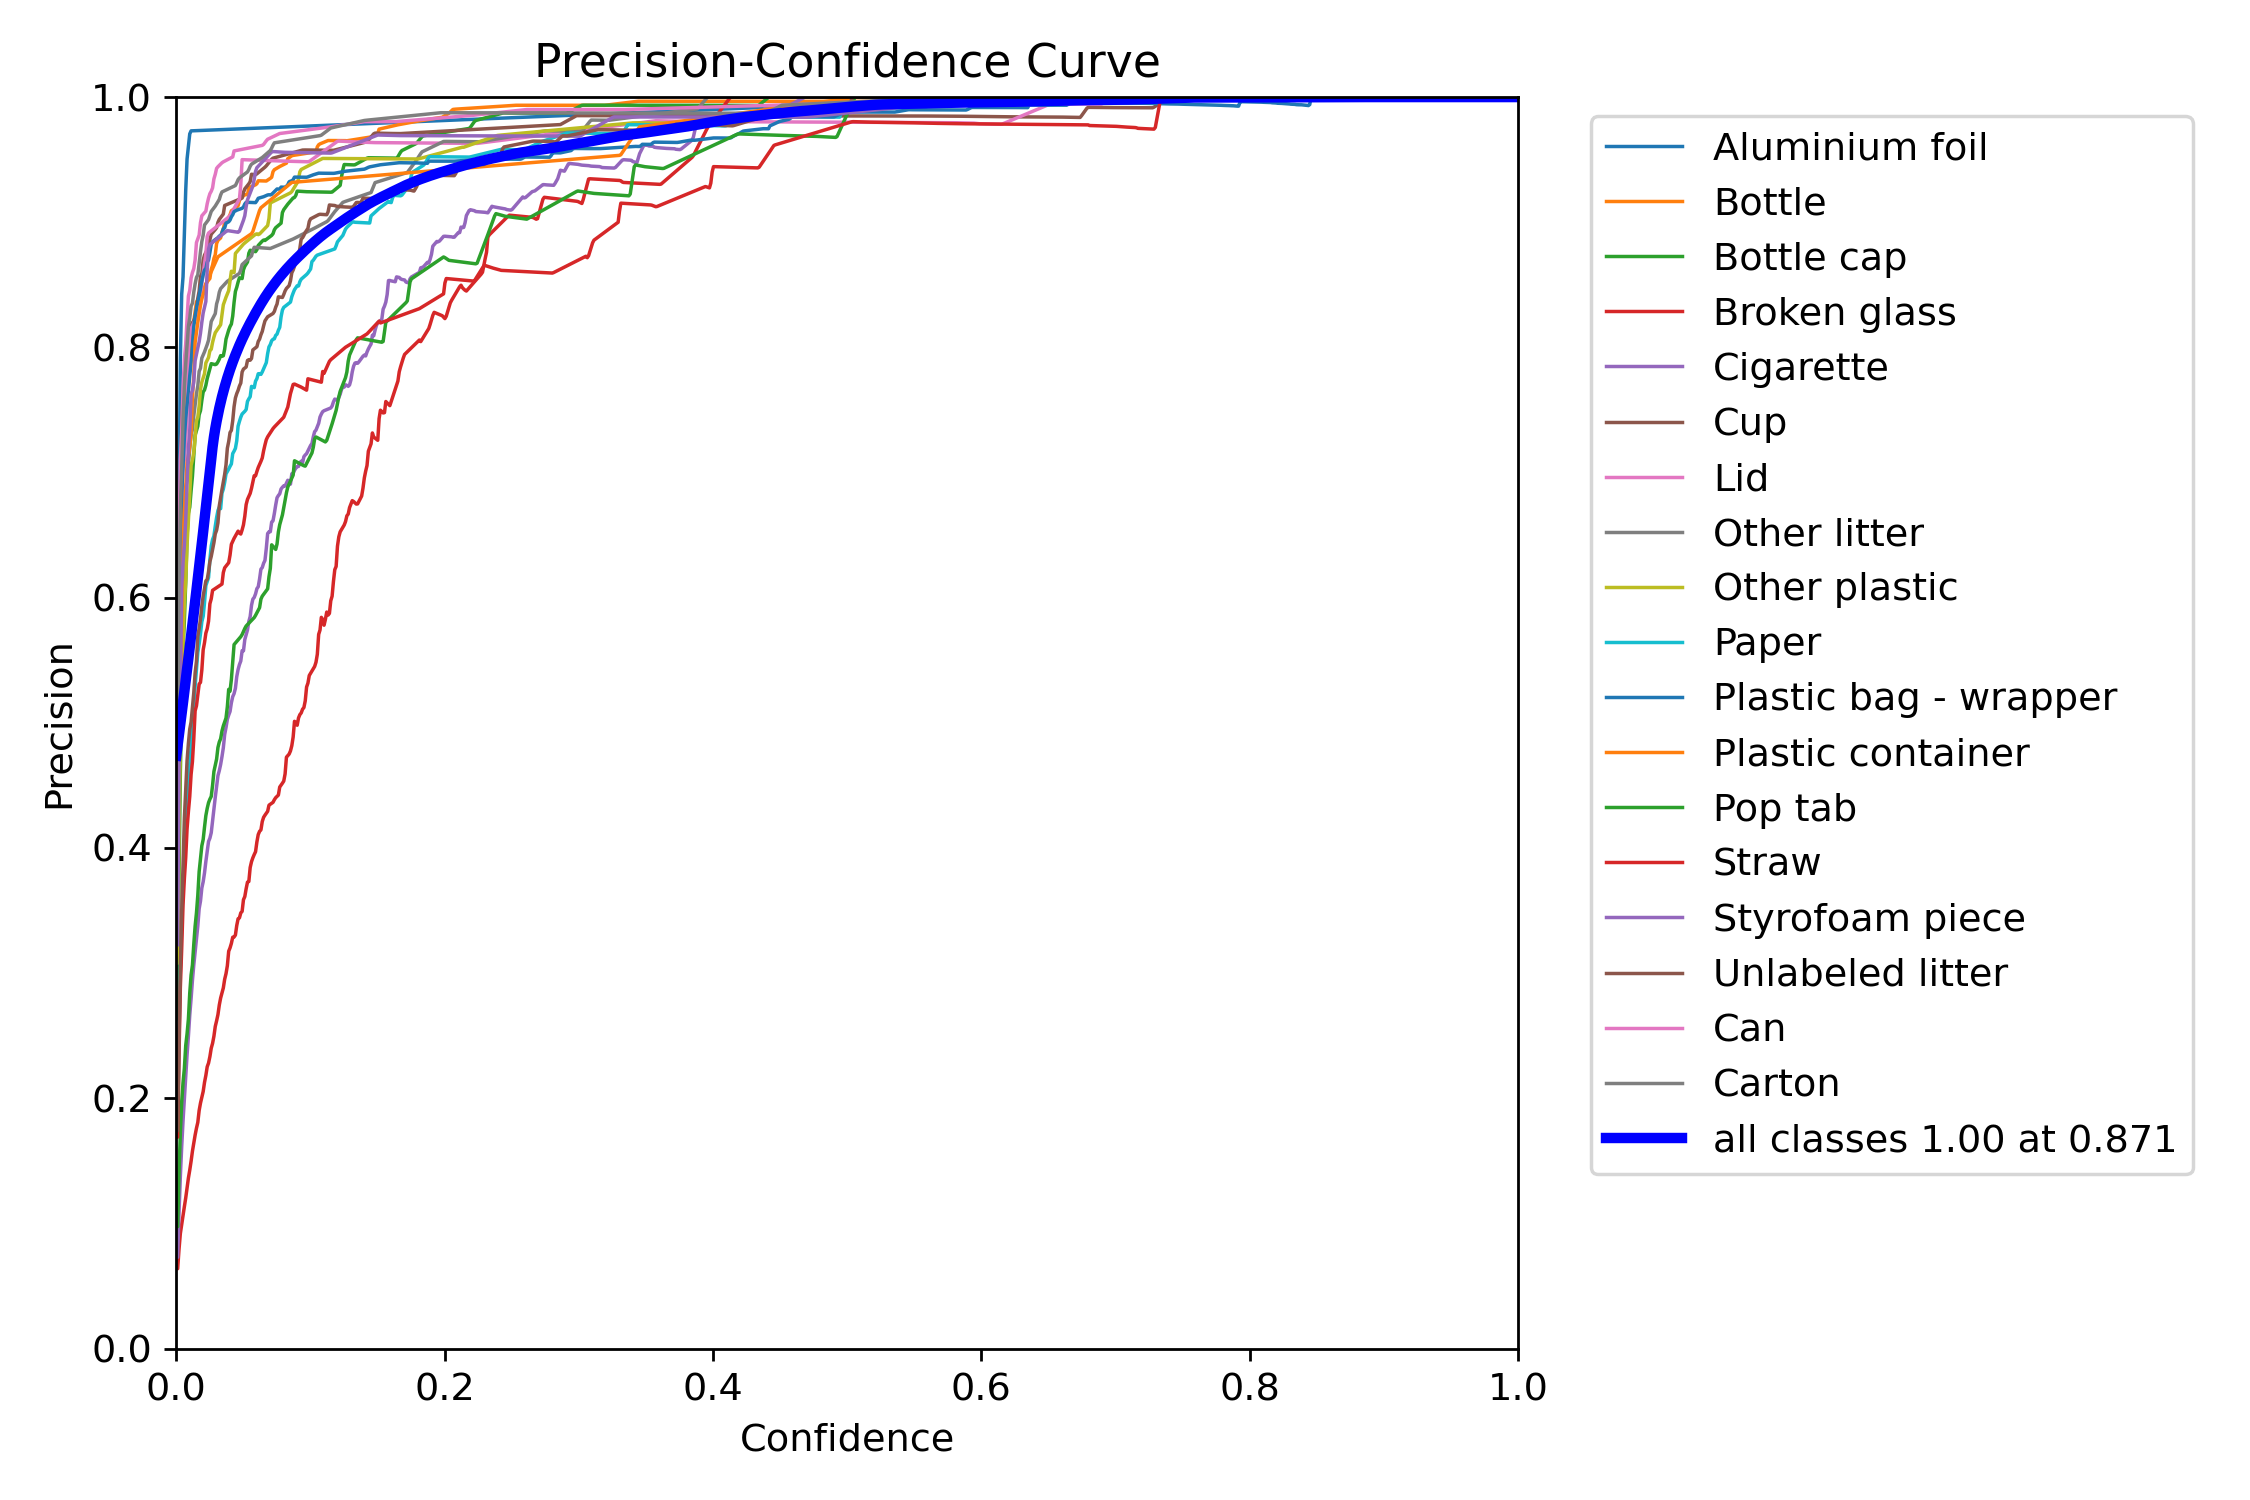 Precision-Confidence Curve
1.0
0.8
0.6
0.4
0.2
0.0
Precision
0.0 0.2 0.4 0.6 0.8 1.0
Confidence
Aluminium foil
Bottle
Bottle cap
Broken glass
Cigarette
Cup
Lid
Other litter
Other plastic
Paper
Plastic bag - wrapper
Plastic container
Pop tab
Straw
Styrofoam piece
Unlabeled litter
Can
Carton
all classes 1.00 at 0.871